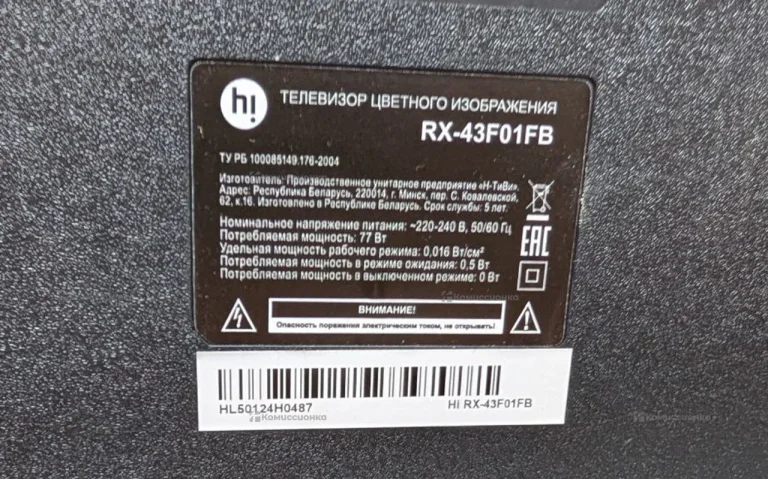 hi
ТЕЛЕВИЗОР ЦВЕТНОГО ИЗОБРАЖЕНИЯ
RX-43F01FB
ТУ РБ 100085149.176-2004
Изготовитель: Производственное унитарное предприятие «Н-ТиВи».
Адрес: Республика Беларусь, 220014, г. Минск, пер. С. Ковалевской,
62, к.16. Изготовлено в Республике Беларусь. Срок службы: 5 лет.
Номинальное напряжение питания: ~220-240 В, 50/60 Гц
Потребляемая мощность: 77 Вт
Удельная мощность рабочего режима: 0,016 Вт/см²
Потребляемая мощность в режиме ожидания: 0,5 Вт
Потребляемая мощность в выключенном режиме: 0 Вт
EAC
Комиссионка
ВНИМАНИЕ!
Опасность поражения электрическим током, не открывать!
HL50124H0487
Hi RX-43F01FB
Комиссионка